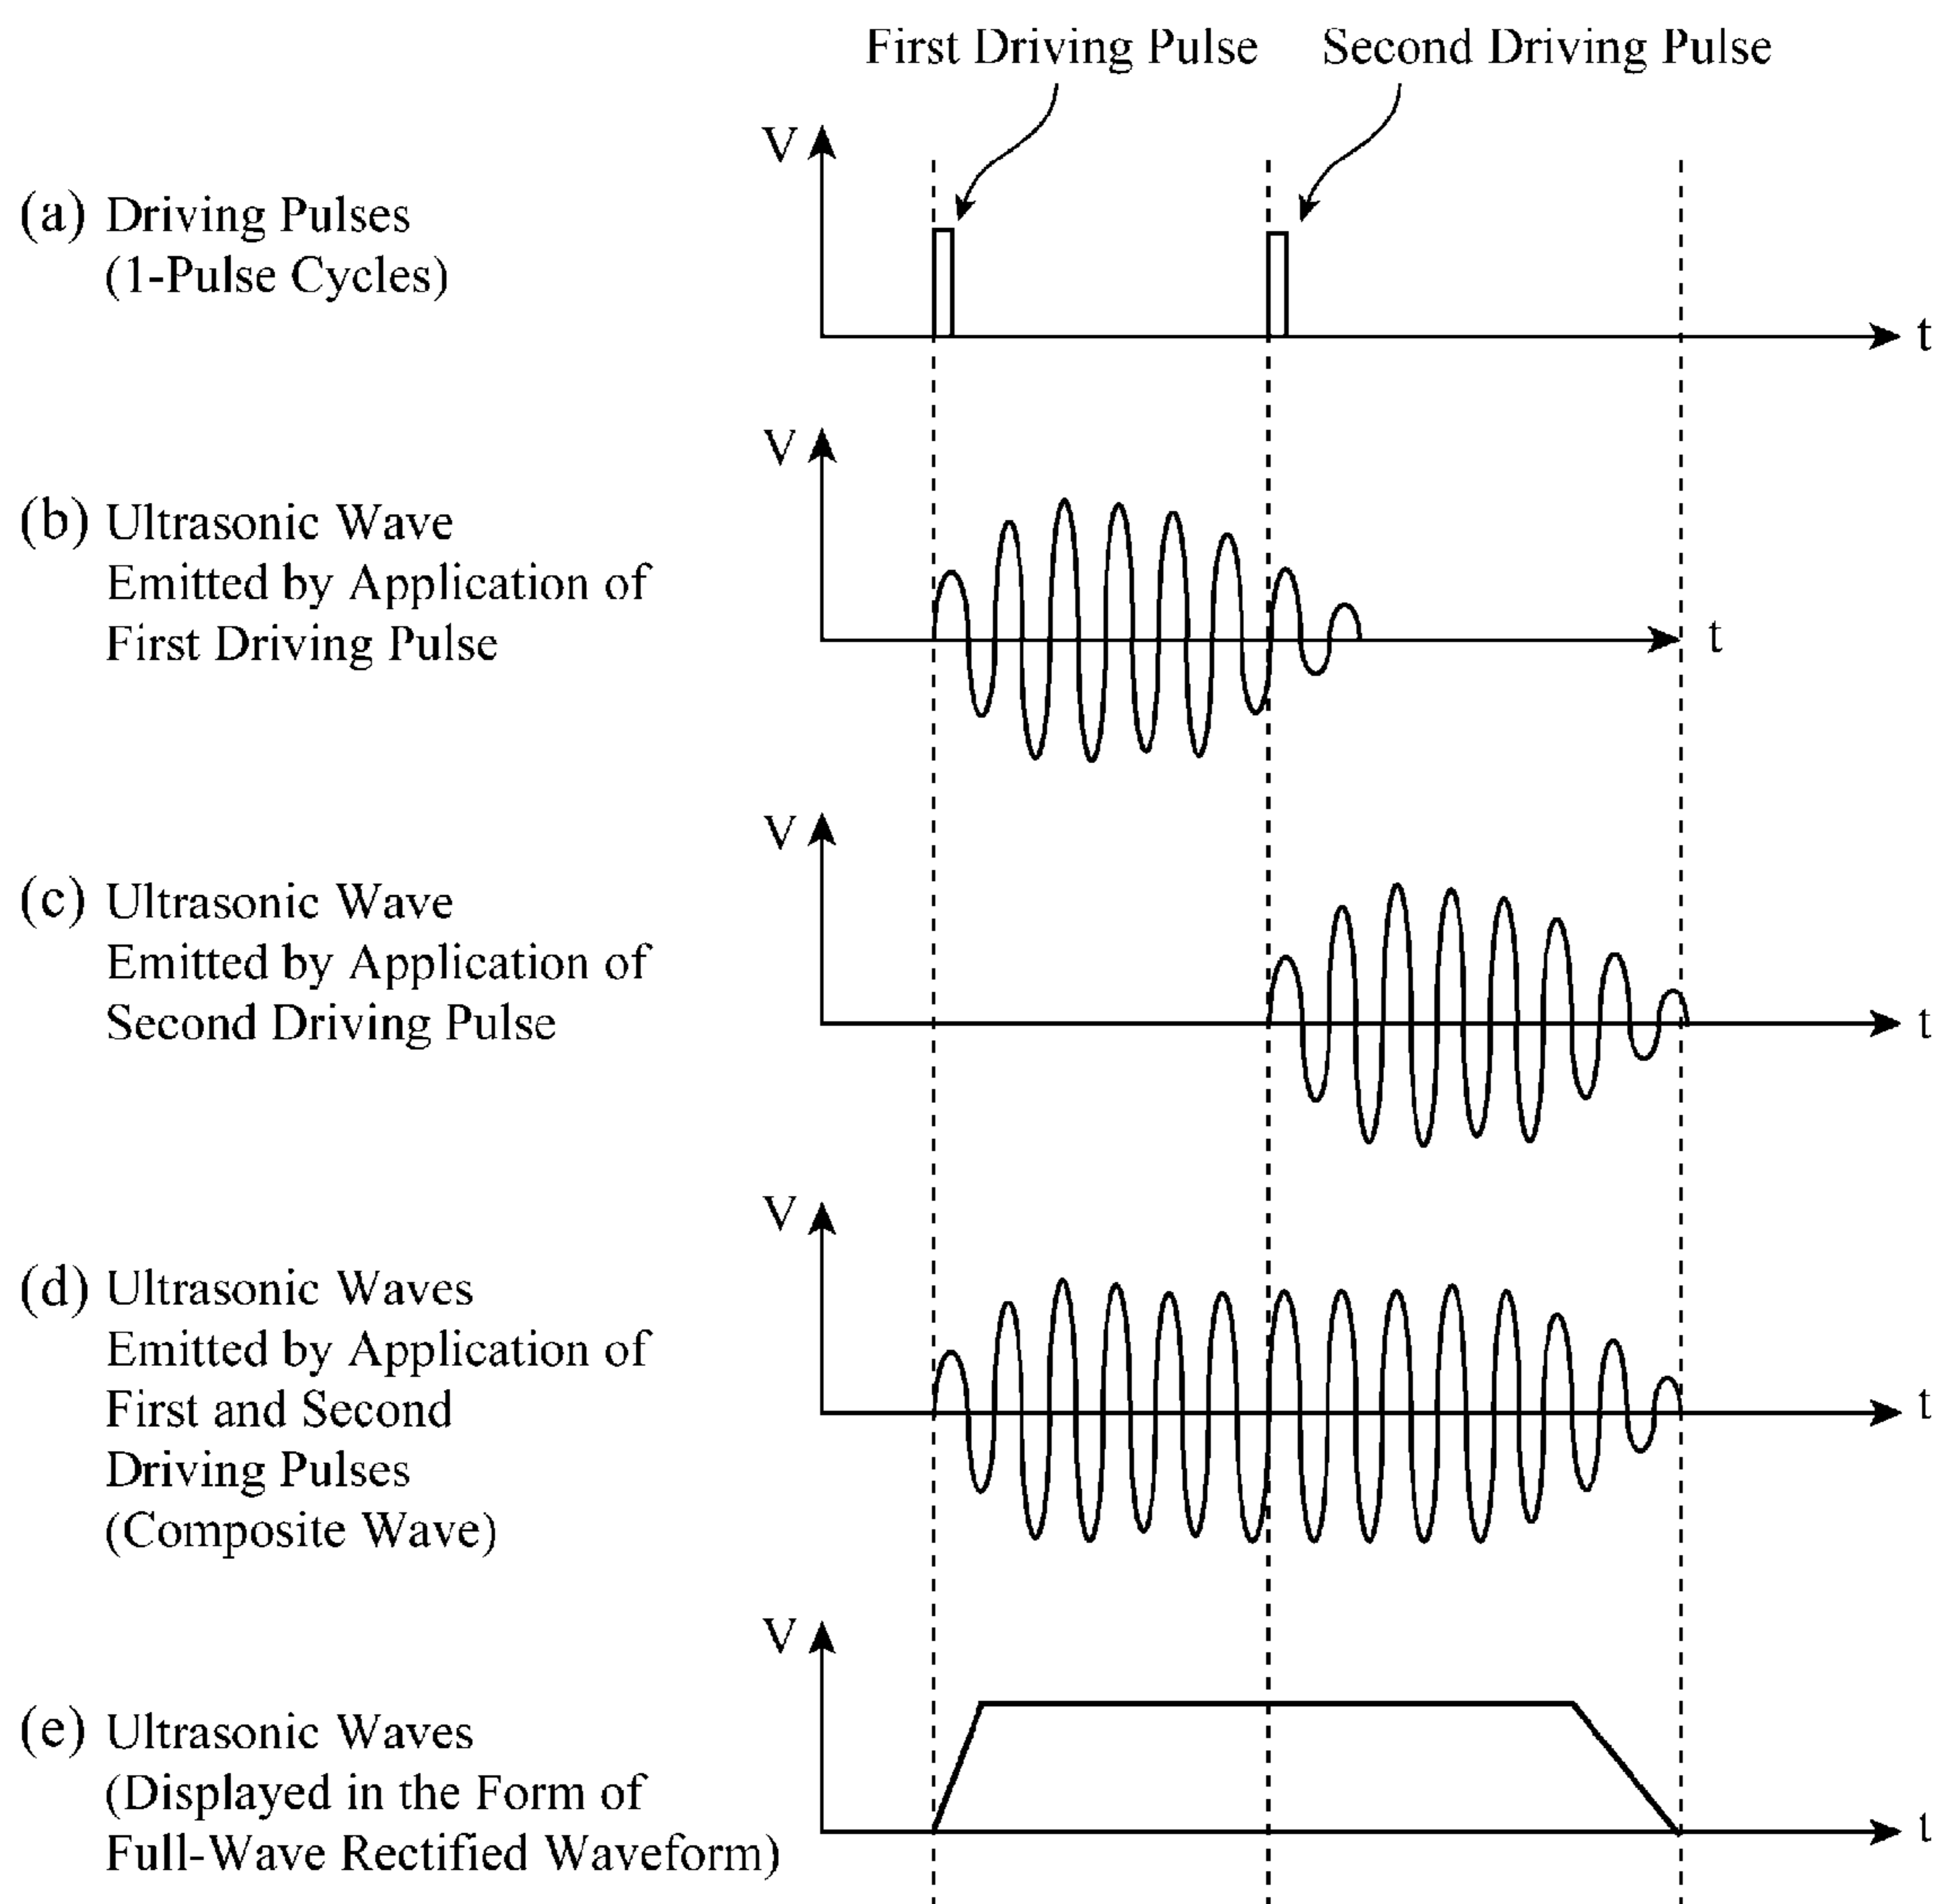 First Driving Pulse Second Driving Pulse
V
(a) Driving Pulses
(1-Pulse Cycles)
t
V
(b) Ultrasonic Wave
Emitted by Application of
First Driving Pulse
t
V
(c) Ultrasonic Wave
Emitted by Application of
Second Driving Pulse
t
V
(d) Ultrasonic Waves
Emitted by Application of
First and Second
Driving Pulses
(Composite Wave)
t
V
(e) Ultrasonic Waves
(Displayed in the Form of
Full-Wave Rectified Waveform)
t